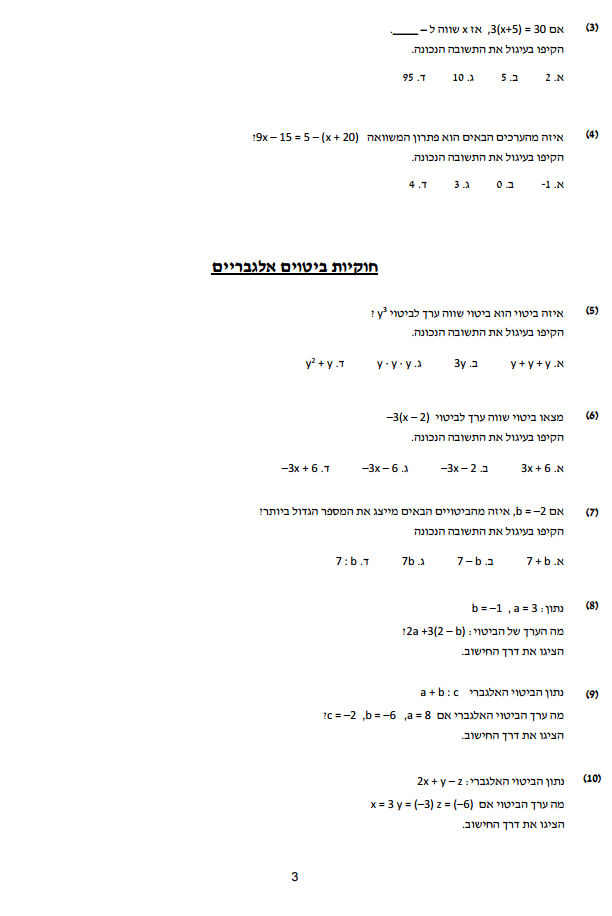 (3) אם 3(x+5) = 30, אז x שווה ל – ____.
הקיפו בעיגול את התשובה הנכונה.
א. 2 ב. 5 ג. 10 ד. 95
(4) איזה מהערכים הבאים הוא פתרון המשוואה 9x – 15 = 5 – (x + 20)?
הקיפו בעיגול את התשובה הנכונה.
א. -1 ב. 0 ג. 3 ד. 4
חוקיות ביטוים אלגבריים
(5) איזה ביטוי הוא ביטוי שווה ערך לביטוי y³ ?
הקיפו בעיגול את התשובה הנכונה.
א. y + y + y ב. 3y ג. y · y · y ד. y² + y
(6) מצאו ביטוי שווה ערך לביטוי –3(x – 2)
הקיפו בעיגול את התשובה הנכונה.
א. 3x + 6 ב. –3x – 2 ג. –3x – 6 ד. –3x + 6
(7) אם b = –2, איזה מהביטויים הבאים מייצג את המספר הגדול ביותר?
הקיפו בעיגול את התשובה הנכונה
א. 7 + b ב. 7 – b ג. 7b ד. 7 : b
(8) נתון: b = –1 , a = 3
מה הערך של הביטוי: 2a +3(2 – b)?
הציגו את דרך החישוב.
(9) נתון הביטוי האלגברי a + b : c
מה ערך הביטוי האלגברי אם a = 8, b = –6, c = –2?
הציגו את דרך החישוב.
(10) נתון הביטוי האלגברי: 2x + y – z
מה ערך הביטוי אם x = 3 y = (–3) z = (–6)
הציגו את דרך החישוב.
3